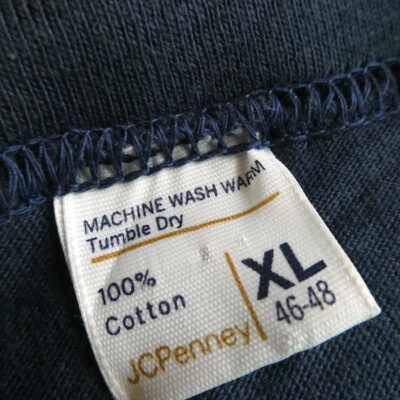 MACHINE WASH WARM
Tumble Dry
100%
Cotton
XL
46-48
JCPenney